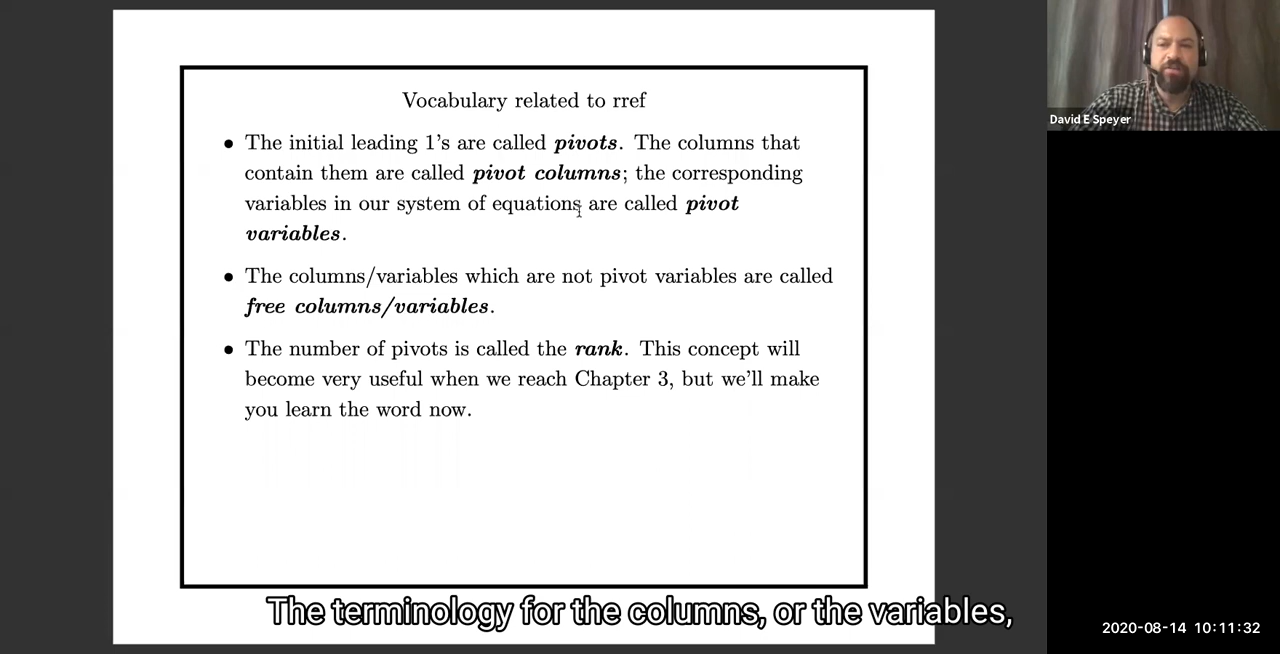 Vocabulary related to rref
• The initial leading 1's are called pivots. The columns that
contain them are called pivot columns; the corresponding
variables in our system of equations are called pivot
variables.
• The columns/variables which are not pivot variables are called
free columns/variables.
• The number of pivots is called the rank. This concept will
become very useful when we reach Chapter 3, but we'll make
you learn the word now.
The terminology for the columns, or the variables,
David E Speyer
2020-08-14 10:11:32